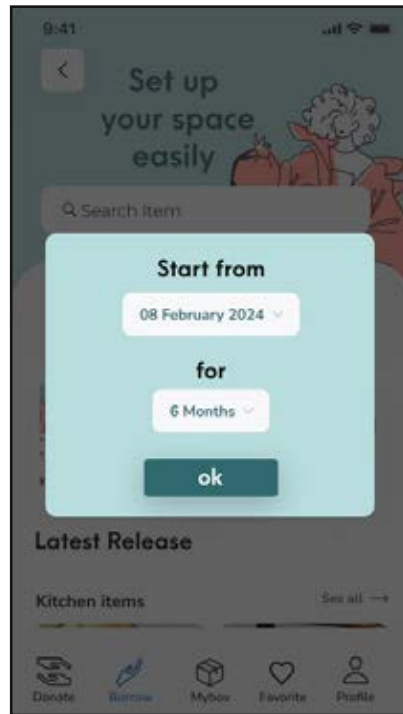 9:41
Set up
your space
easily
Search Item
Start from
08 February 2024
for
6 Months
ok
Latest Release
Kitchen items
See all →
Donate
Borrow
Mybox
Favorite
Profile